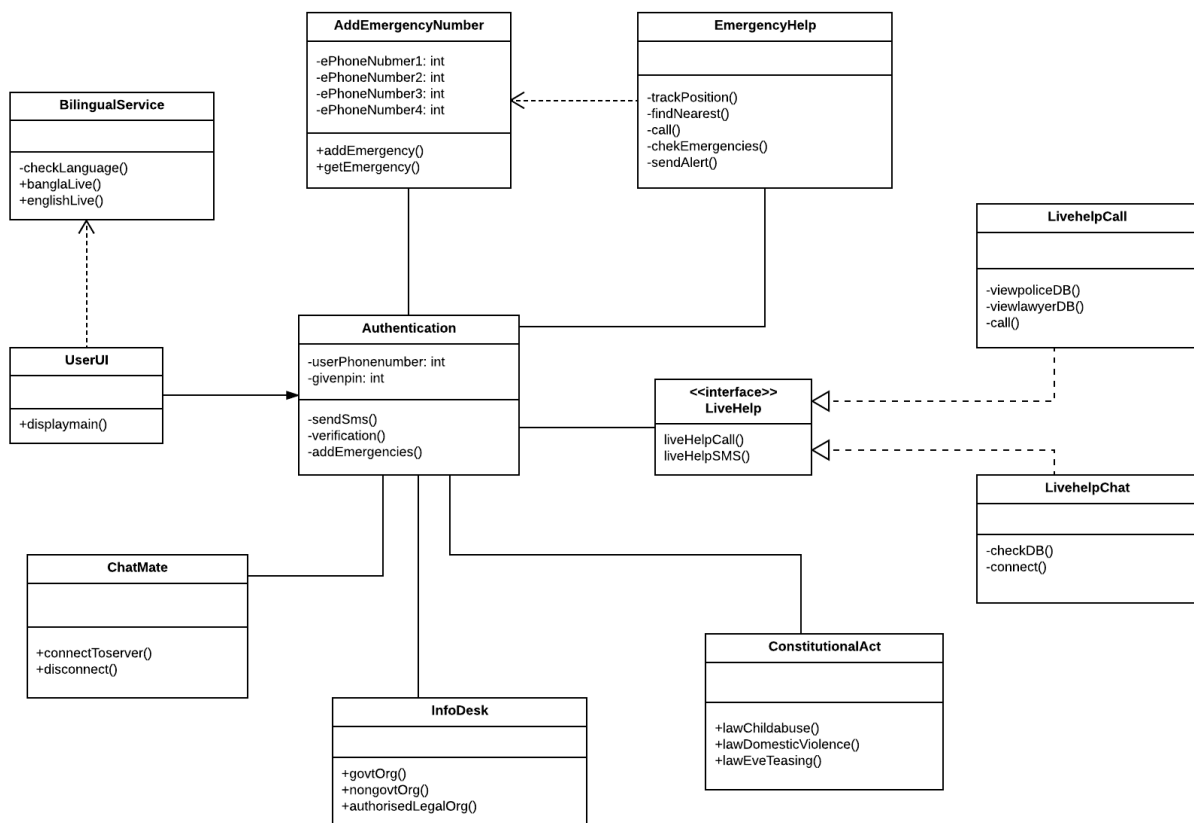 AddEmergencyNumber
-ePhoneNubmer1: int
-ePhoneNumber2: int
-ePhoneNumber3: int
-ePhoneNumber4: int
+addEmergency()
+getEmergency()
EmergencyHelp
-trackPosition()
-findNearest()
-call()
-chekEmergencies()
-sendAlert()
BilingualService
-checkLanguage()
+banglaLive()
+englishLive()
LivehelpCall
-viewpoliceDB()
-viewlawyerDB()
-call()
UserUI
+displaymain()
Authentication
-userPhonenumber: int
-givenpin: int
-sendSms()
-verification()
-addEmergencies()
<<interface>>
LiveHelp
liveHelpCall()
liveHelpSMS()
LivehelpChat
-checkDB()
-connect()
ChatMate
+connectToserver()
+disconnect()
InfoDesk
+govtOrg()
+nongovtOrg()
+authorisedLegalOrg()
ConstitutionalAct
+lawChildabuse()
+lawDomesticViolence()
+lawEveTeasing()